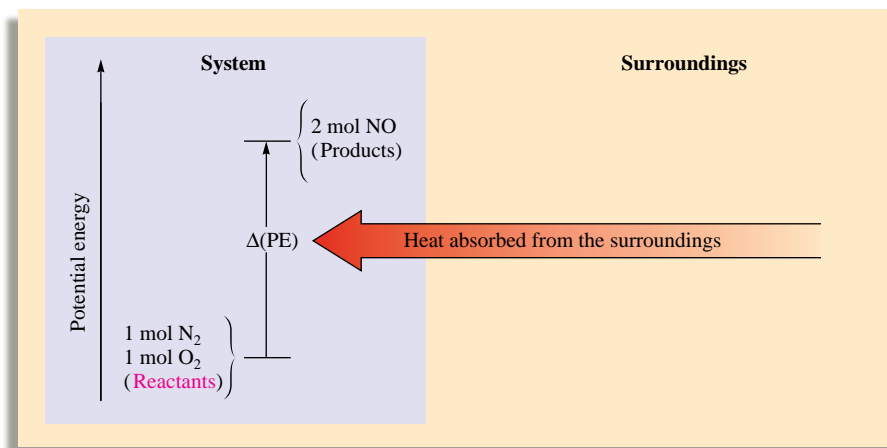 System
Surroundings
2 mol NO
(Products)
Potential energy
Δ(PE)
Heat absorbed from the surroundings
1 mol N₂
1 mol O₂
(Reactants)